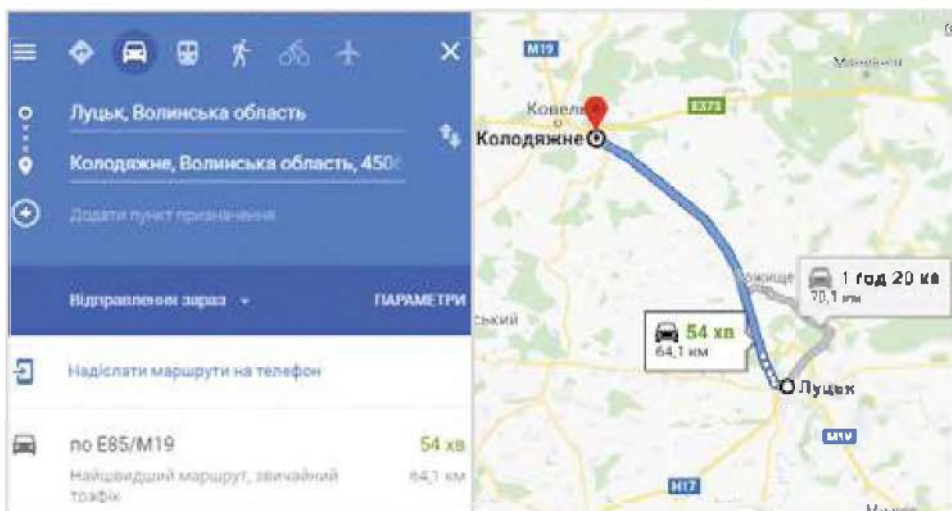 Луцьк, Волинська область
Колодяжне, Волинська область, 450
Додати пункт призначення
Відправлення зараз
ПАРАМЕТРИ
Надіслати маршрути на телефон
по E85/M19
54 хв
Найшвидший маршрут, звичайний
64,1 км
трафік
M19
Ковель
E373
Колодяжне
1 год 20 хв
70,1 км
54 хв
64,1 км
ський
Луцьк
M19
H17